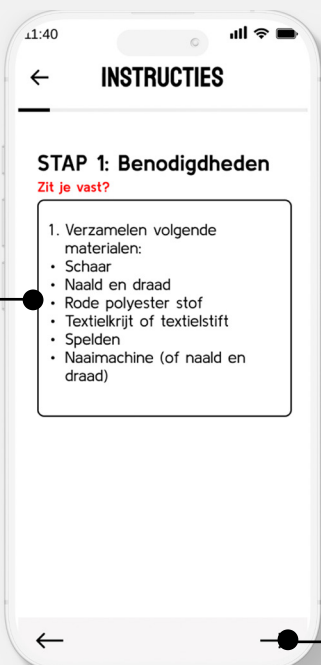 11:40
INSTRUCTIES
STAP 1: Benodigdheden
Zit je vast?
1. Verzamelen volgende
materialen:
• Schaar
• Naald en draad
• Rode polyester stof
• Textielkrijt of textielstift
• Spelden
• Naaimachine (of naald en
draad)